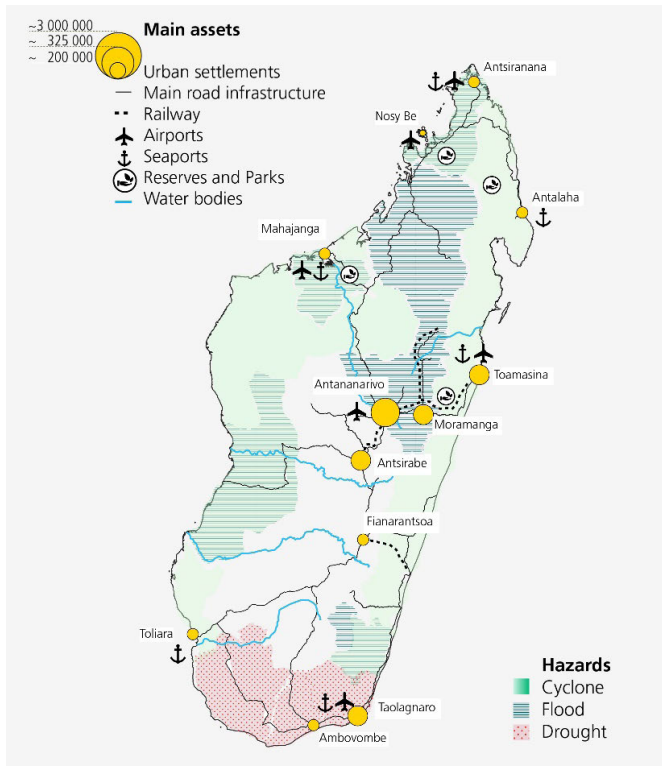 ~3 000 000
~ 325 000
~ 200 000
Main assets
Urban settlements
Main road infrastructure
Railway
Airports
Seaports
Reserves and Parks
Water bodies
Antsiranana
Nosy Be
Antalaha
Mahajanga
Toamasina
Antananarivo
Moramanga
Antsirabe
Fianarantsoa
Toliara
Taolagnaro
Ambovombe
Hazards
Cyclone
Flood
Drought